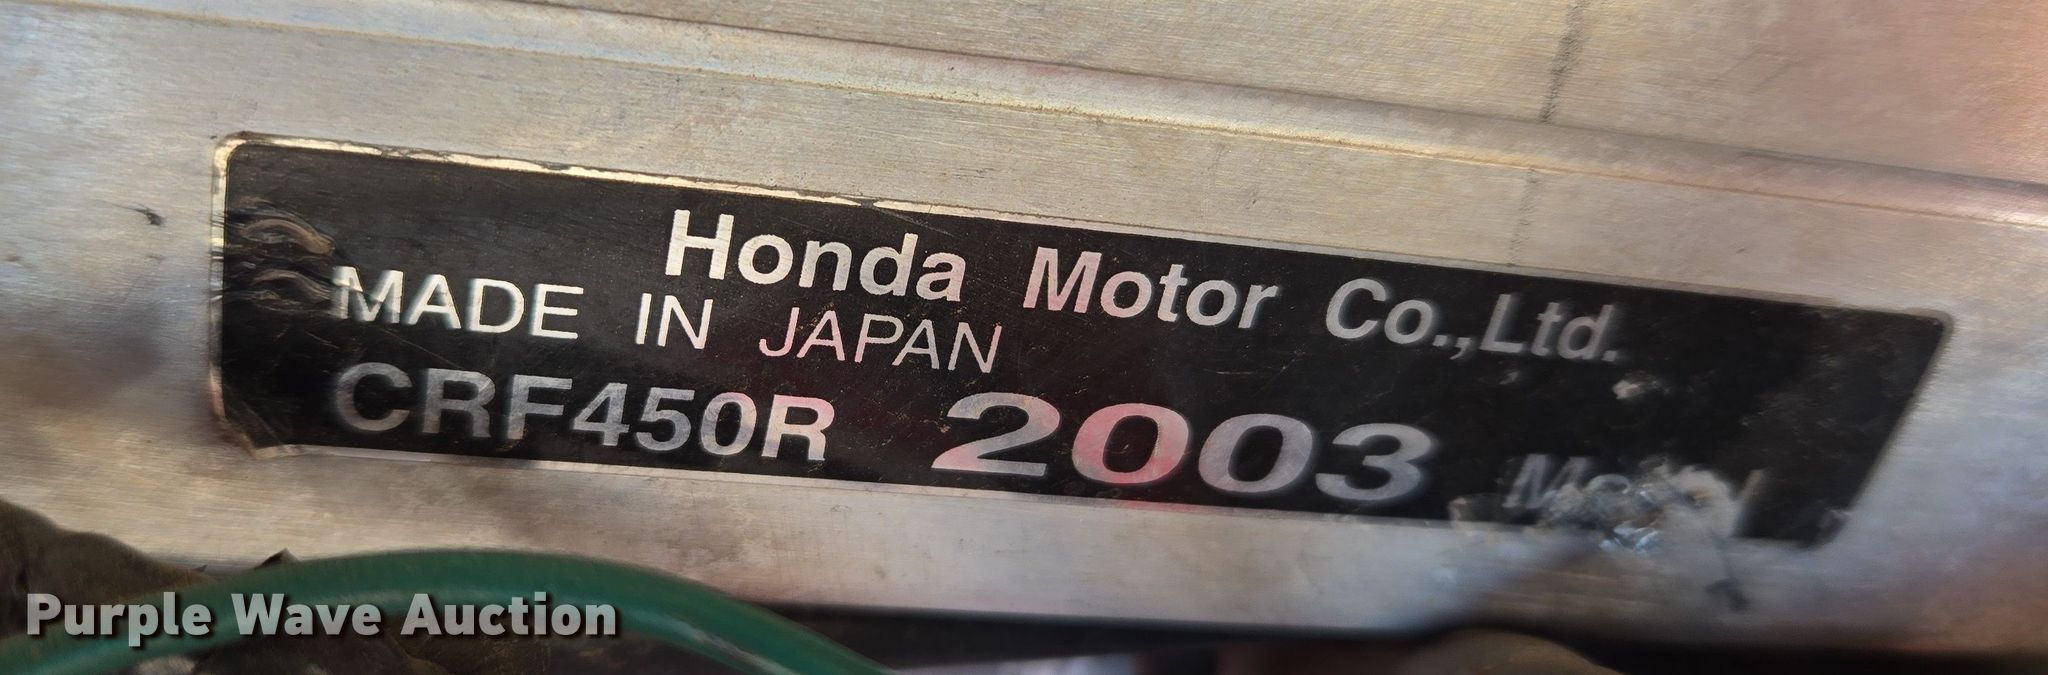 Honda Motor Co.,Ltd.
MADE IN JAPAN
CRF450R 2003
Purple Wave Auction